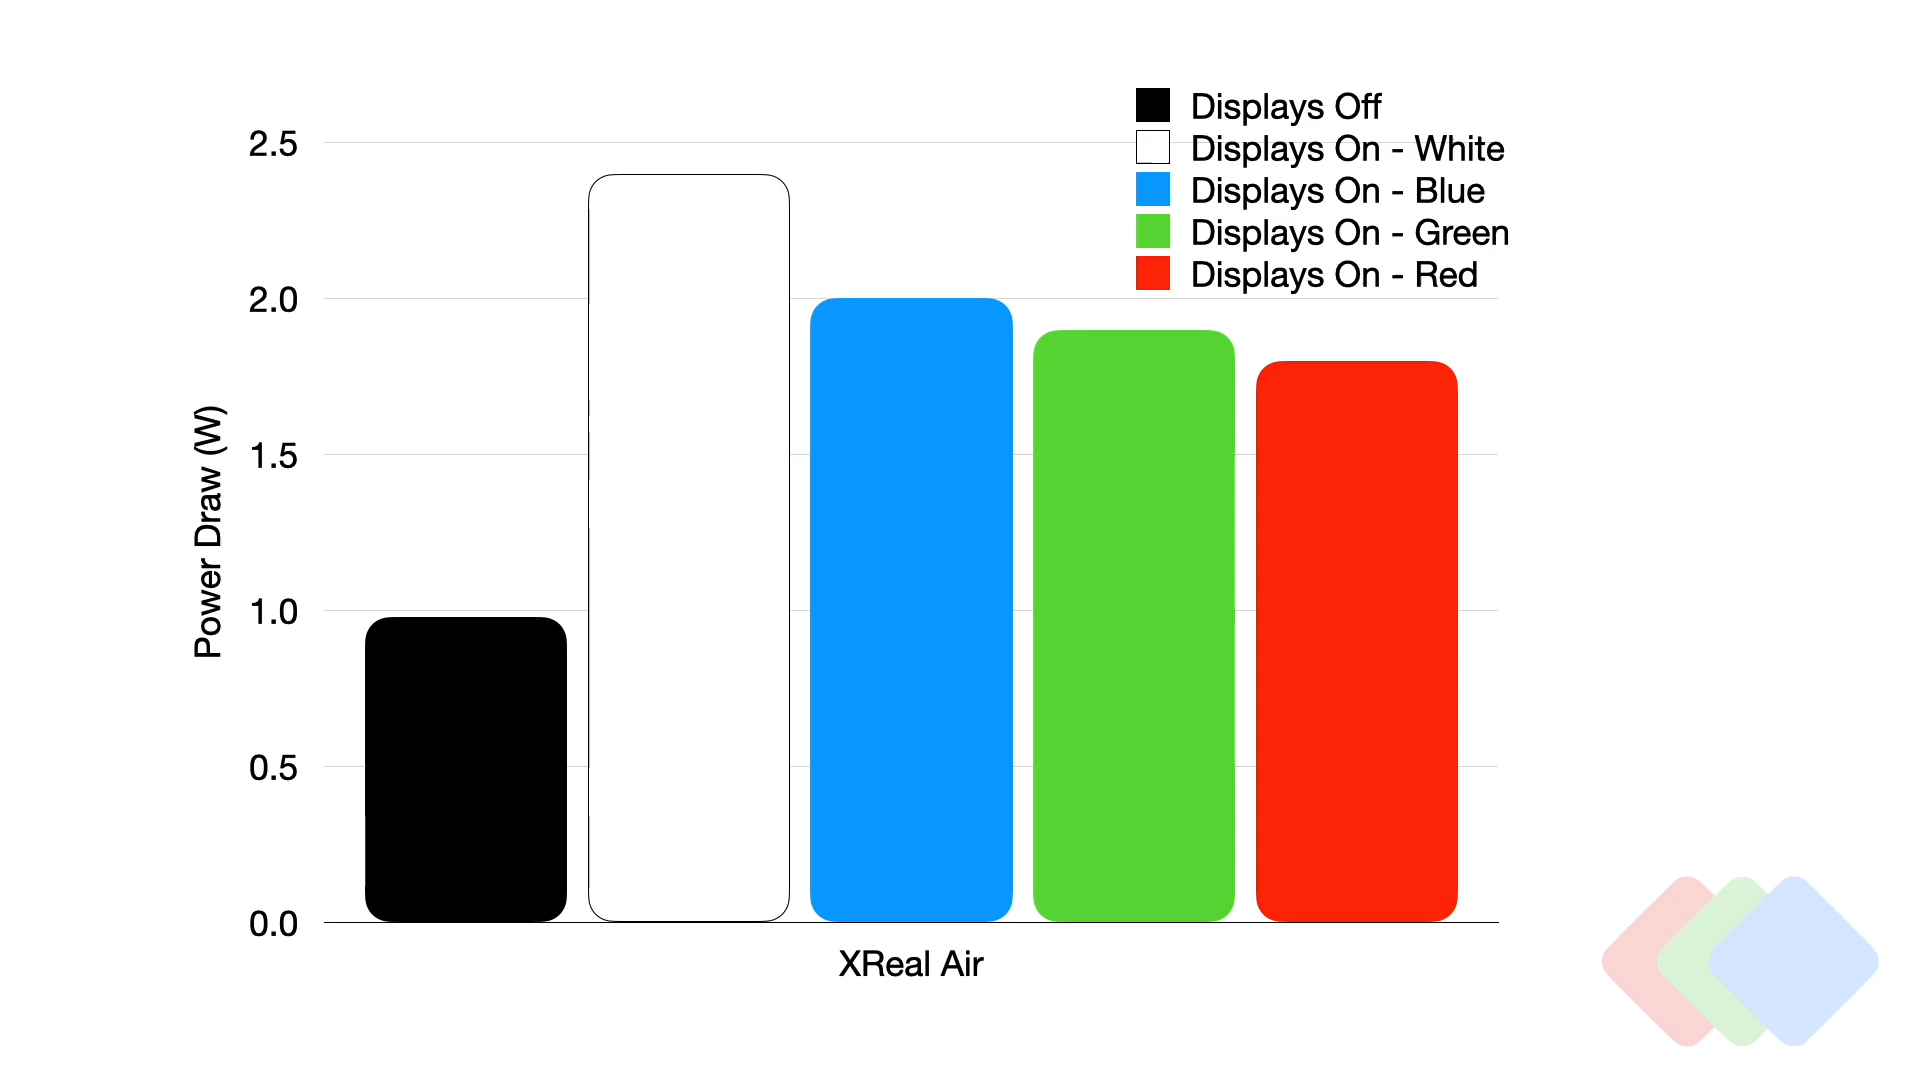 Displays Off
Displays On - White
Displays On - Blue
Displays On - Green
Displays On - Red
2.5
2.0
1.5
1.0
0.5
0.0
Power Draw (W)
XReal Air